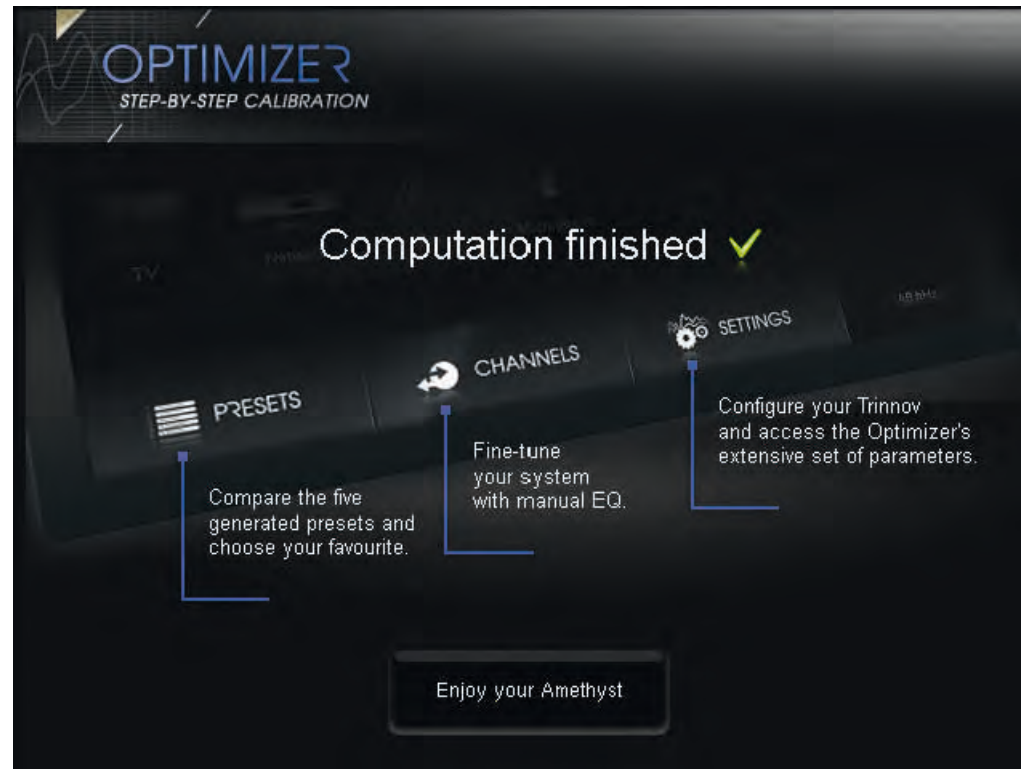 OPTIMIZER
STEP-BY-STEP CALIBRATION
Computation finished
TV
PRESETS
CHANNELS
SETTINGS
Compare the five
generated presets and
choose your favourite.
Fine-tune
your system
with manual EQ.
Configure your Trinnov
and access the Optimizer's
extensive set of parameters.
Enjoy your Amethyst